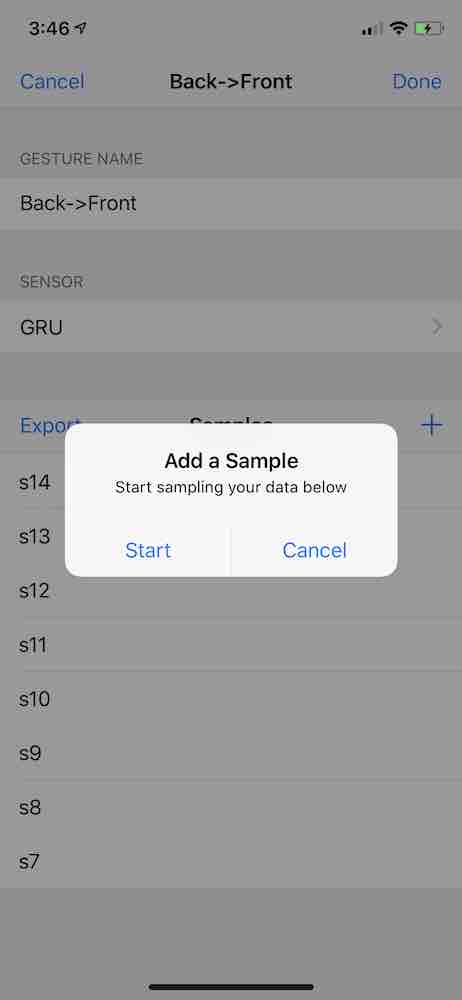 3:46
Cancel Back->Front Done
GESTURE NAME
Back->Front
SENSOR
GRU
Export Samples +
Add a Sample
Start sampling your data below
Start Cancel
s14
s13
s12
s11
s10
s9
s8
s7